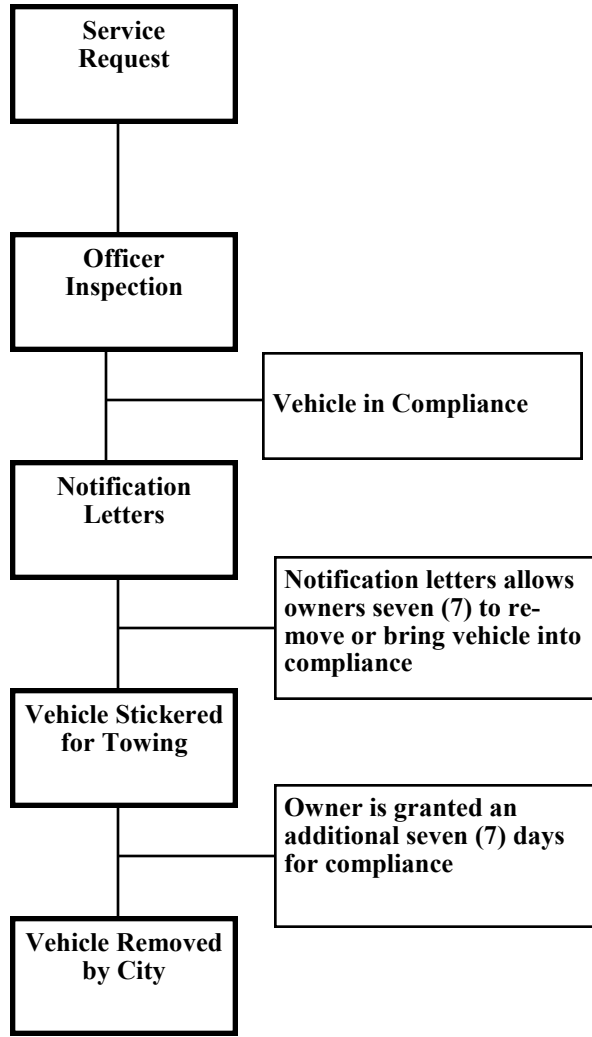 Service
Request
Officer
Inspection
Vehicle in Compliance
Notification
Letters
Notification letters allows
owners seven (7) to re-
move or bring vehicle into
compliance
Vehicle Stickered
for Towing
Owner is granted an
additional seven (7) days
for compliance
Vehicle Removed
by City